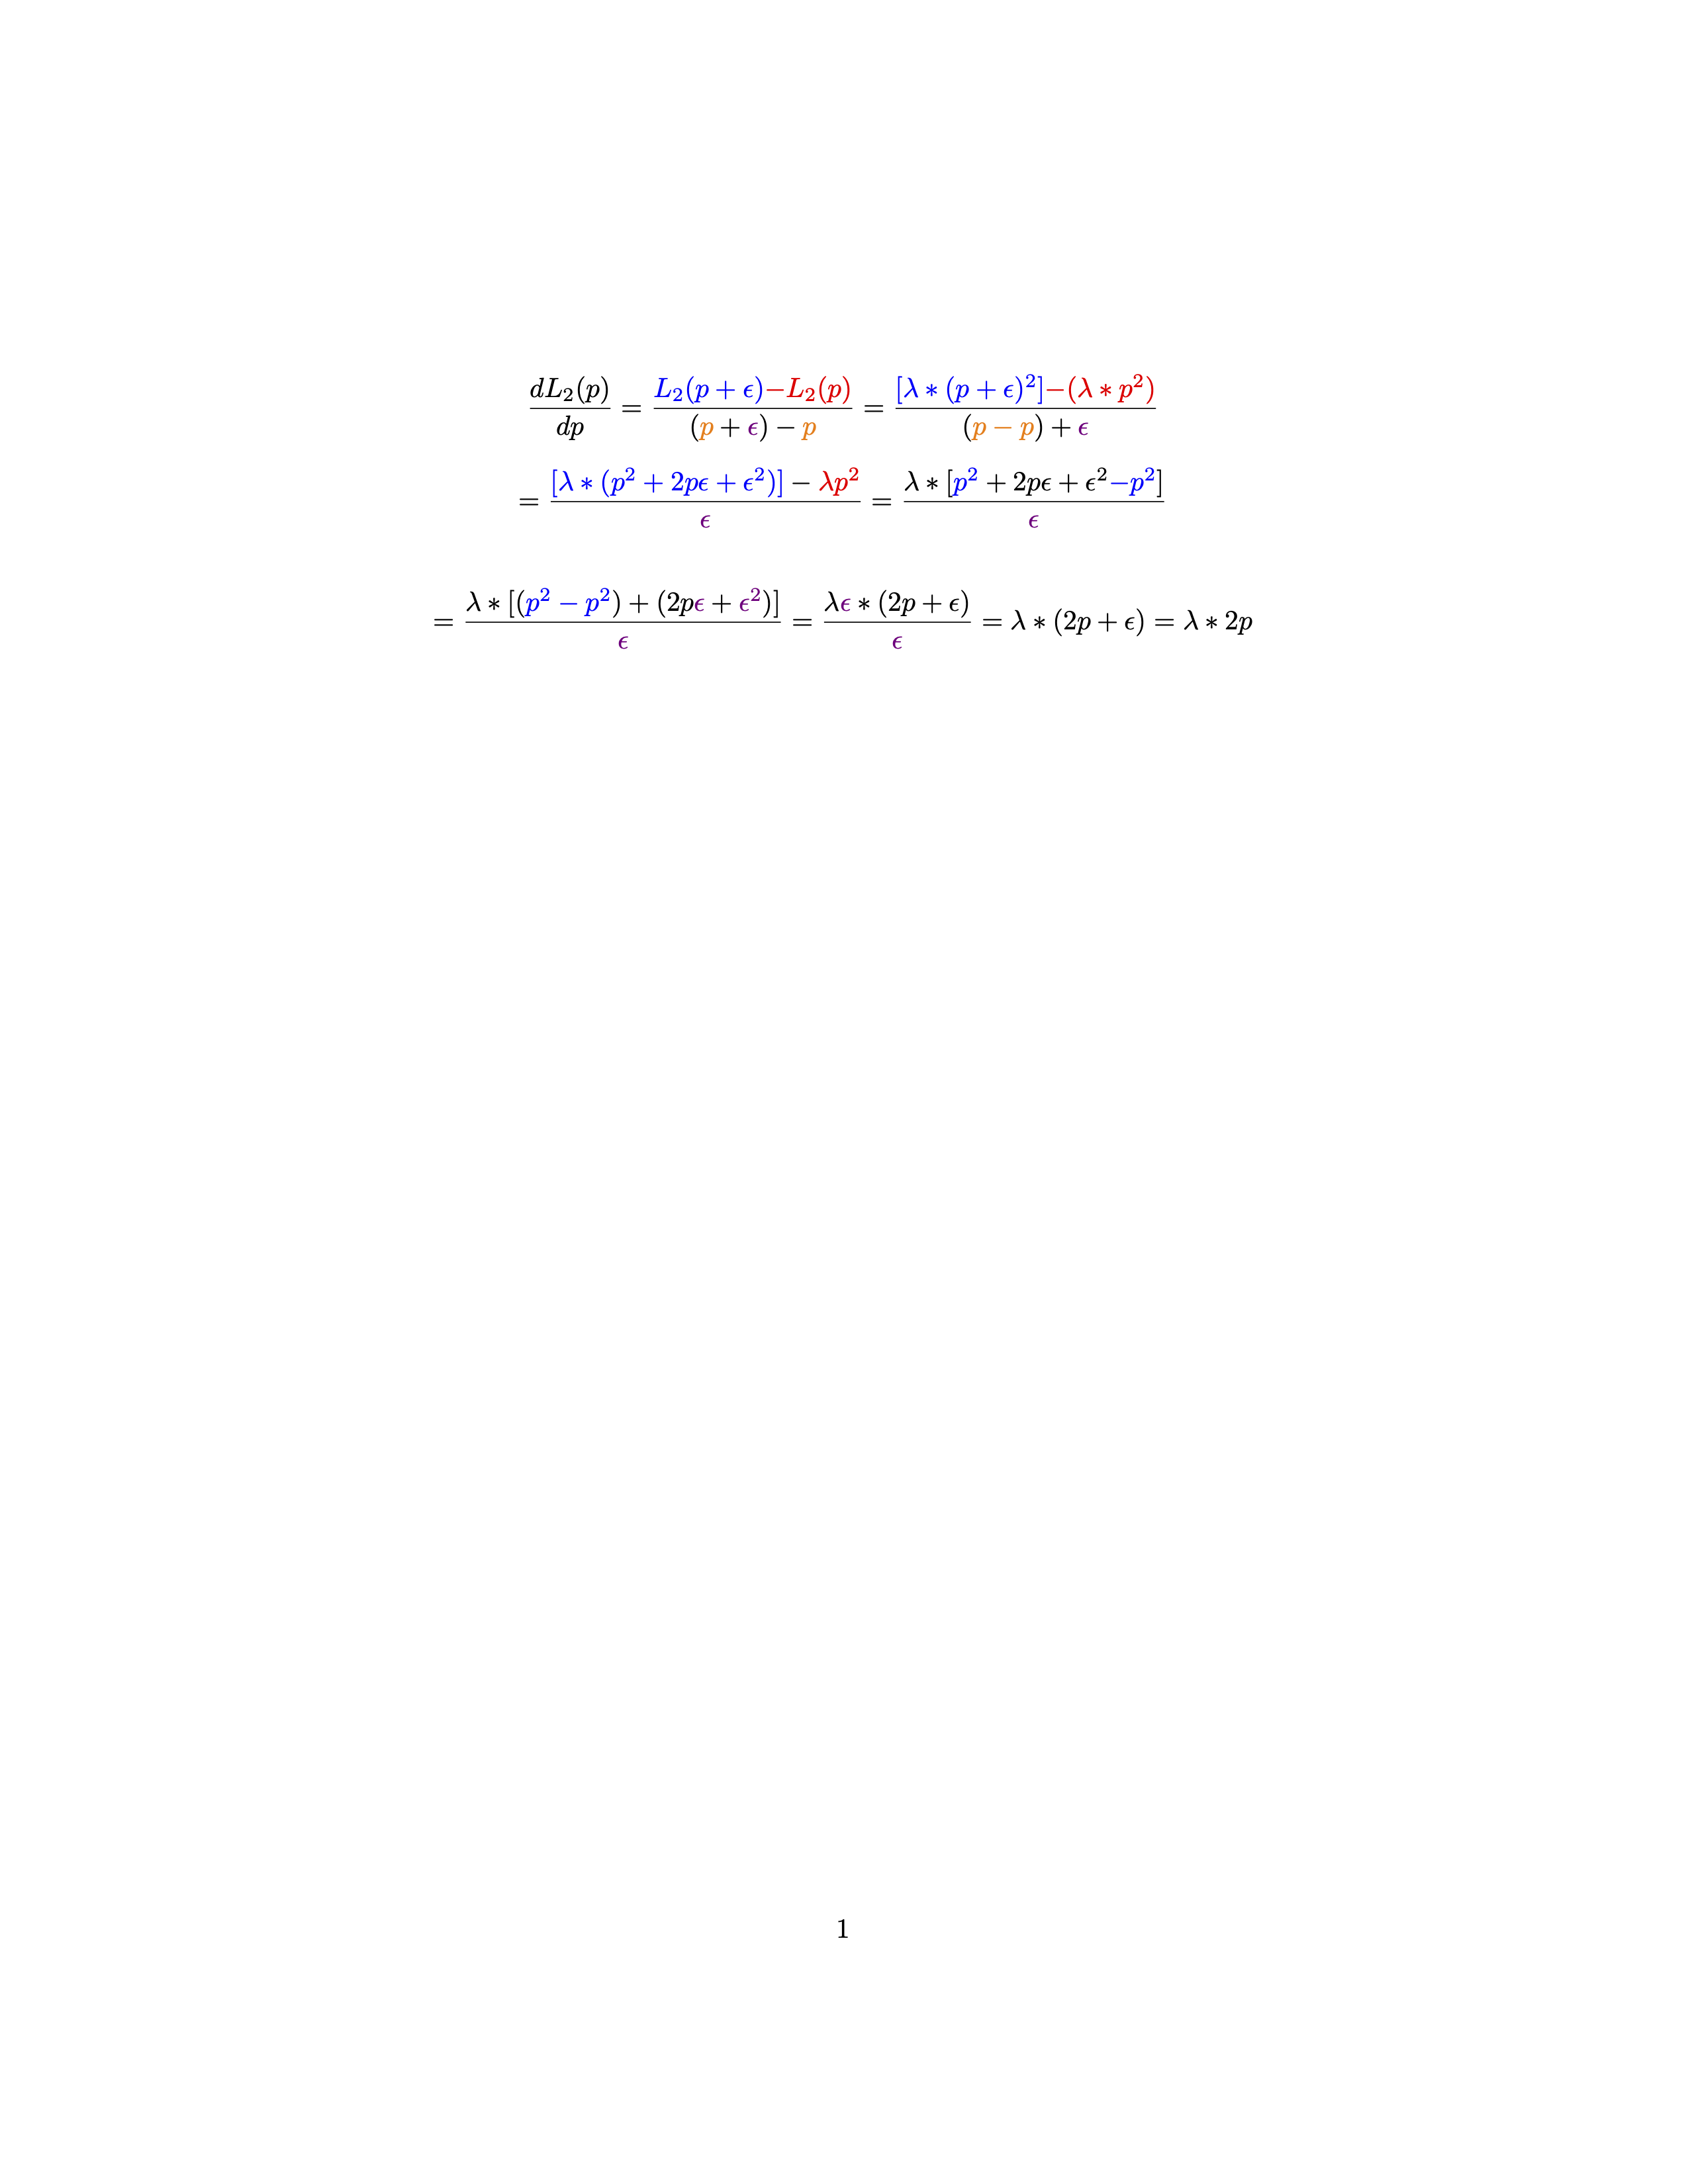 \frac{dL_2(p)}{dp} = \frac{L_2(p+\epsilon)-L_2(p)}{(p+\epsilon)-p} = \frac{[\lambda*(p+\epsilon)^2]-(\lambda*p^2)}{(p-p)+\epsilon}
= \frac{[\lambda*(p^2+2p\epsilon+\epsilon^2)]-\lambda p^2}{\epsilon} = \frac{\lambda*[p^2+2p\epsilon+\epsilon^2-p^2]}{\epsilon}
= \frac{\lambda*[(p^2-p^2)+(2p\epsilon+\epsilon^2)]}{\epsilon} = \frac{\lambda\epsilon*(2p+\epsilon)}{\epsilon} = \lambda*(2p+\epsilon) = \lambda*2p
1